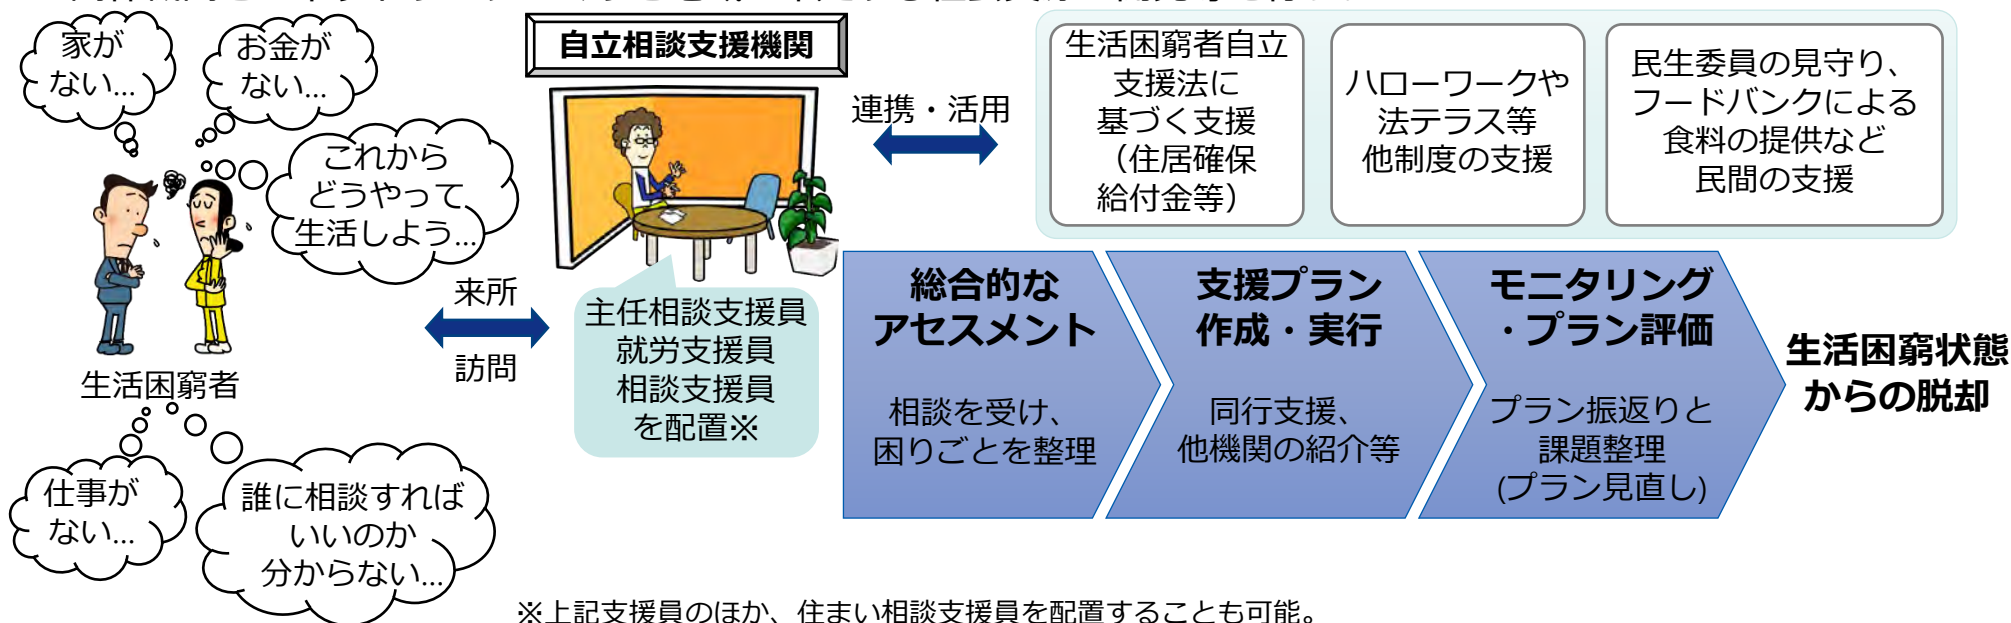 家が
ない…
お金が
ない…
これから
どうやって
生活しよう…
生活困窮者
仕事が
ない…
誰に相談すれば
いいのか
分からない…
来所
訪問
自立相談支援機関
主任相談支援員
就労支援員
相談支援員
を配置※
連携・活用
生活困窮者自立
支援法に
基づく支援
（住居確保
給付金等）
ハローワークや
法テラス等
他制度の支援
民生委員の見守り、
フードバンクによる
食料の提供など
民間の支援
総合的な
アセスメント
相談を受け、
困りごとを整理
支援プラン
作成・実行
同行支援、
他機関の紹介等
モニタリング
・プラン評価
プラン振返りと
課題整理
(プラン見直し)
生活困窮状態
からの脱却
※上記支援員のほか、住まい相談支援員を配置することも可能。